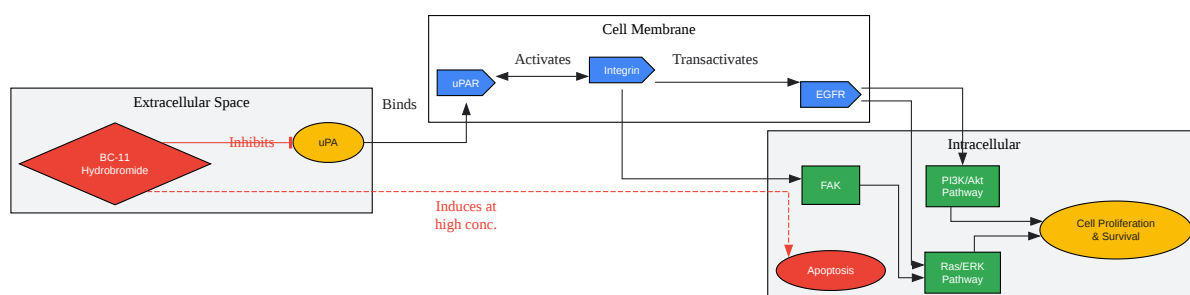 Cell Membrane
Activates
Transactivates
Integrin
uPAR
EGFR
Extracellular Space
Binds
Inhibits
uPA
BC-11
Hydrobromide
Intracellular
FAK
PI3K/Akt
Pathway
Induces at
high conc.
Cell Proliferation
& Survival
Apoptosis
Ras/ERK
Pathway